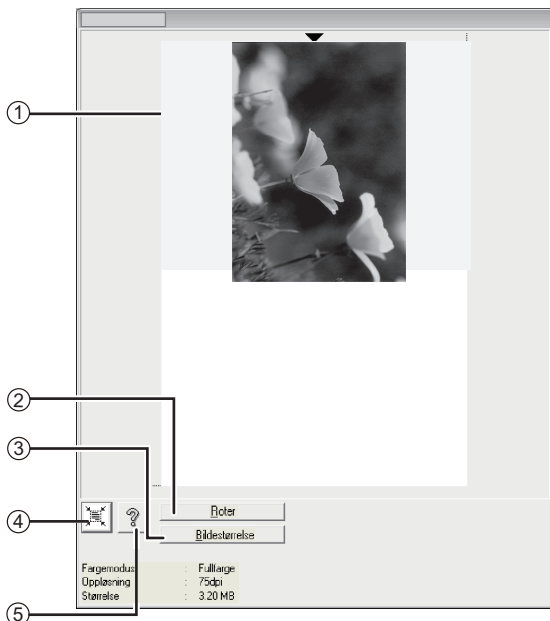 ①
②
Roter
③
Bildestørrelse
④
Fargemodus : Fullfarge
Oppløsning : 75dpi
Størrelse : 3.20 MB
⑤